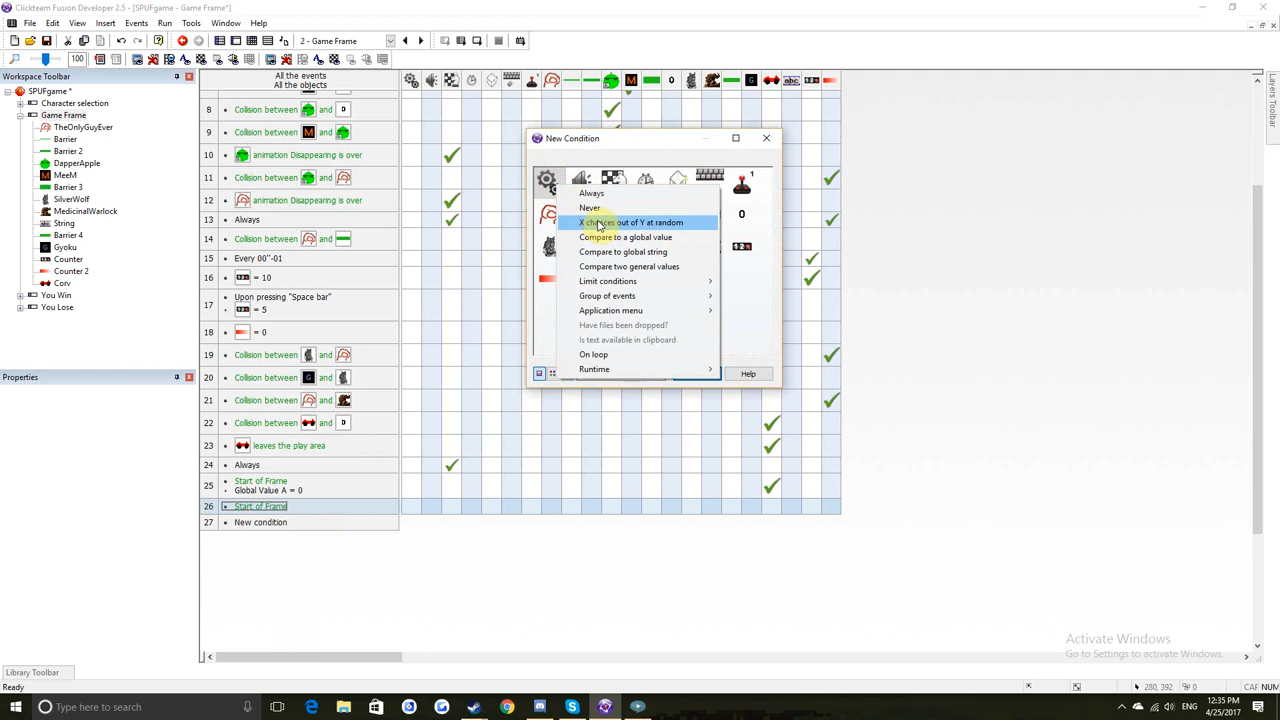 Clickteam Fusion Developer 2.5 - [SPUFgame - Game Frame*]
File Edit View Insert Events Run Tools Window Help
2 - Game Frame
100
Workspace Toolbar
SPUFgame *
Character selection
Game Frame
TheOnlyGuyEver
Barrier
Barrier 2
DapperApple
MeeM
Barrier 3
SilverWolf
MedicinalWarlock
String
Gyoku
Counter
Counter 2
Corv
You Win
You Lose
Properties
Library Toolbar
Ready
All the events
All the objects
8 • Collision between and
9 • Collision between and
10 • animation Disappearing is over
11 • Collision between and
12 • animation Disappearing is over
13 • Always
14 • Collision between and
15 • Every 00"-01
16 • = 10
17 • Upon pressing "Space bar"
• = 5
18 • = 0
19 • Collision between and
20 • Collision between and
21 • Collision between and
22 • Collision between and
23 • leaves the play area
24 • Always
25 • Start of Frame
• Global Value A = 0
26 • Start of Frame
27 • New condition
New Condition
Always
Never
X chances out of Y at random
Compare to a global value
Compare to global string
Compare two general values
Limit conditions
Group of events
Application menu
Have files been dropped?
Is text available in clipboard
On loop
Runtime
Help
Layers Toolbar
Activate Windows
Go to Settings to activate Windows.
280, 392
0
CAP NUM
Type here to search
ENG
12:35 PM
4/25/2017